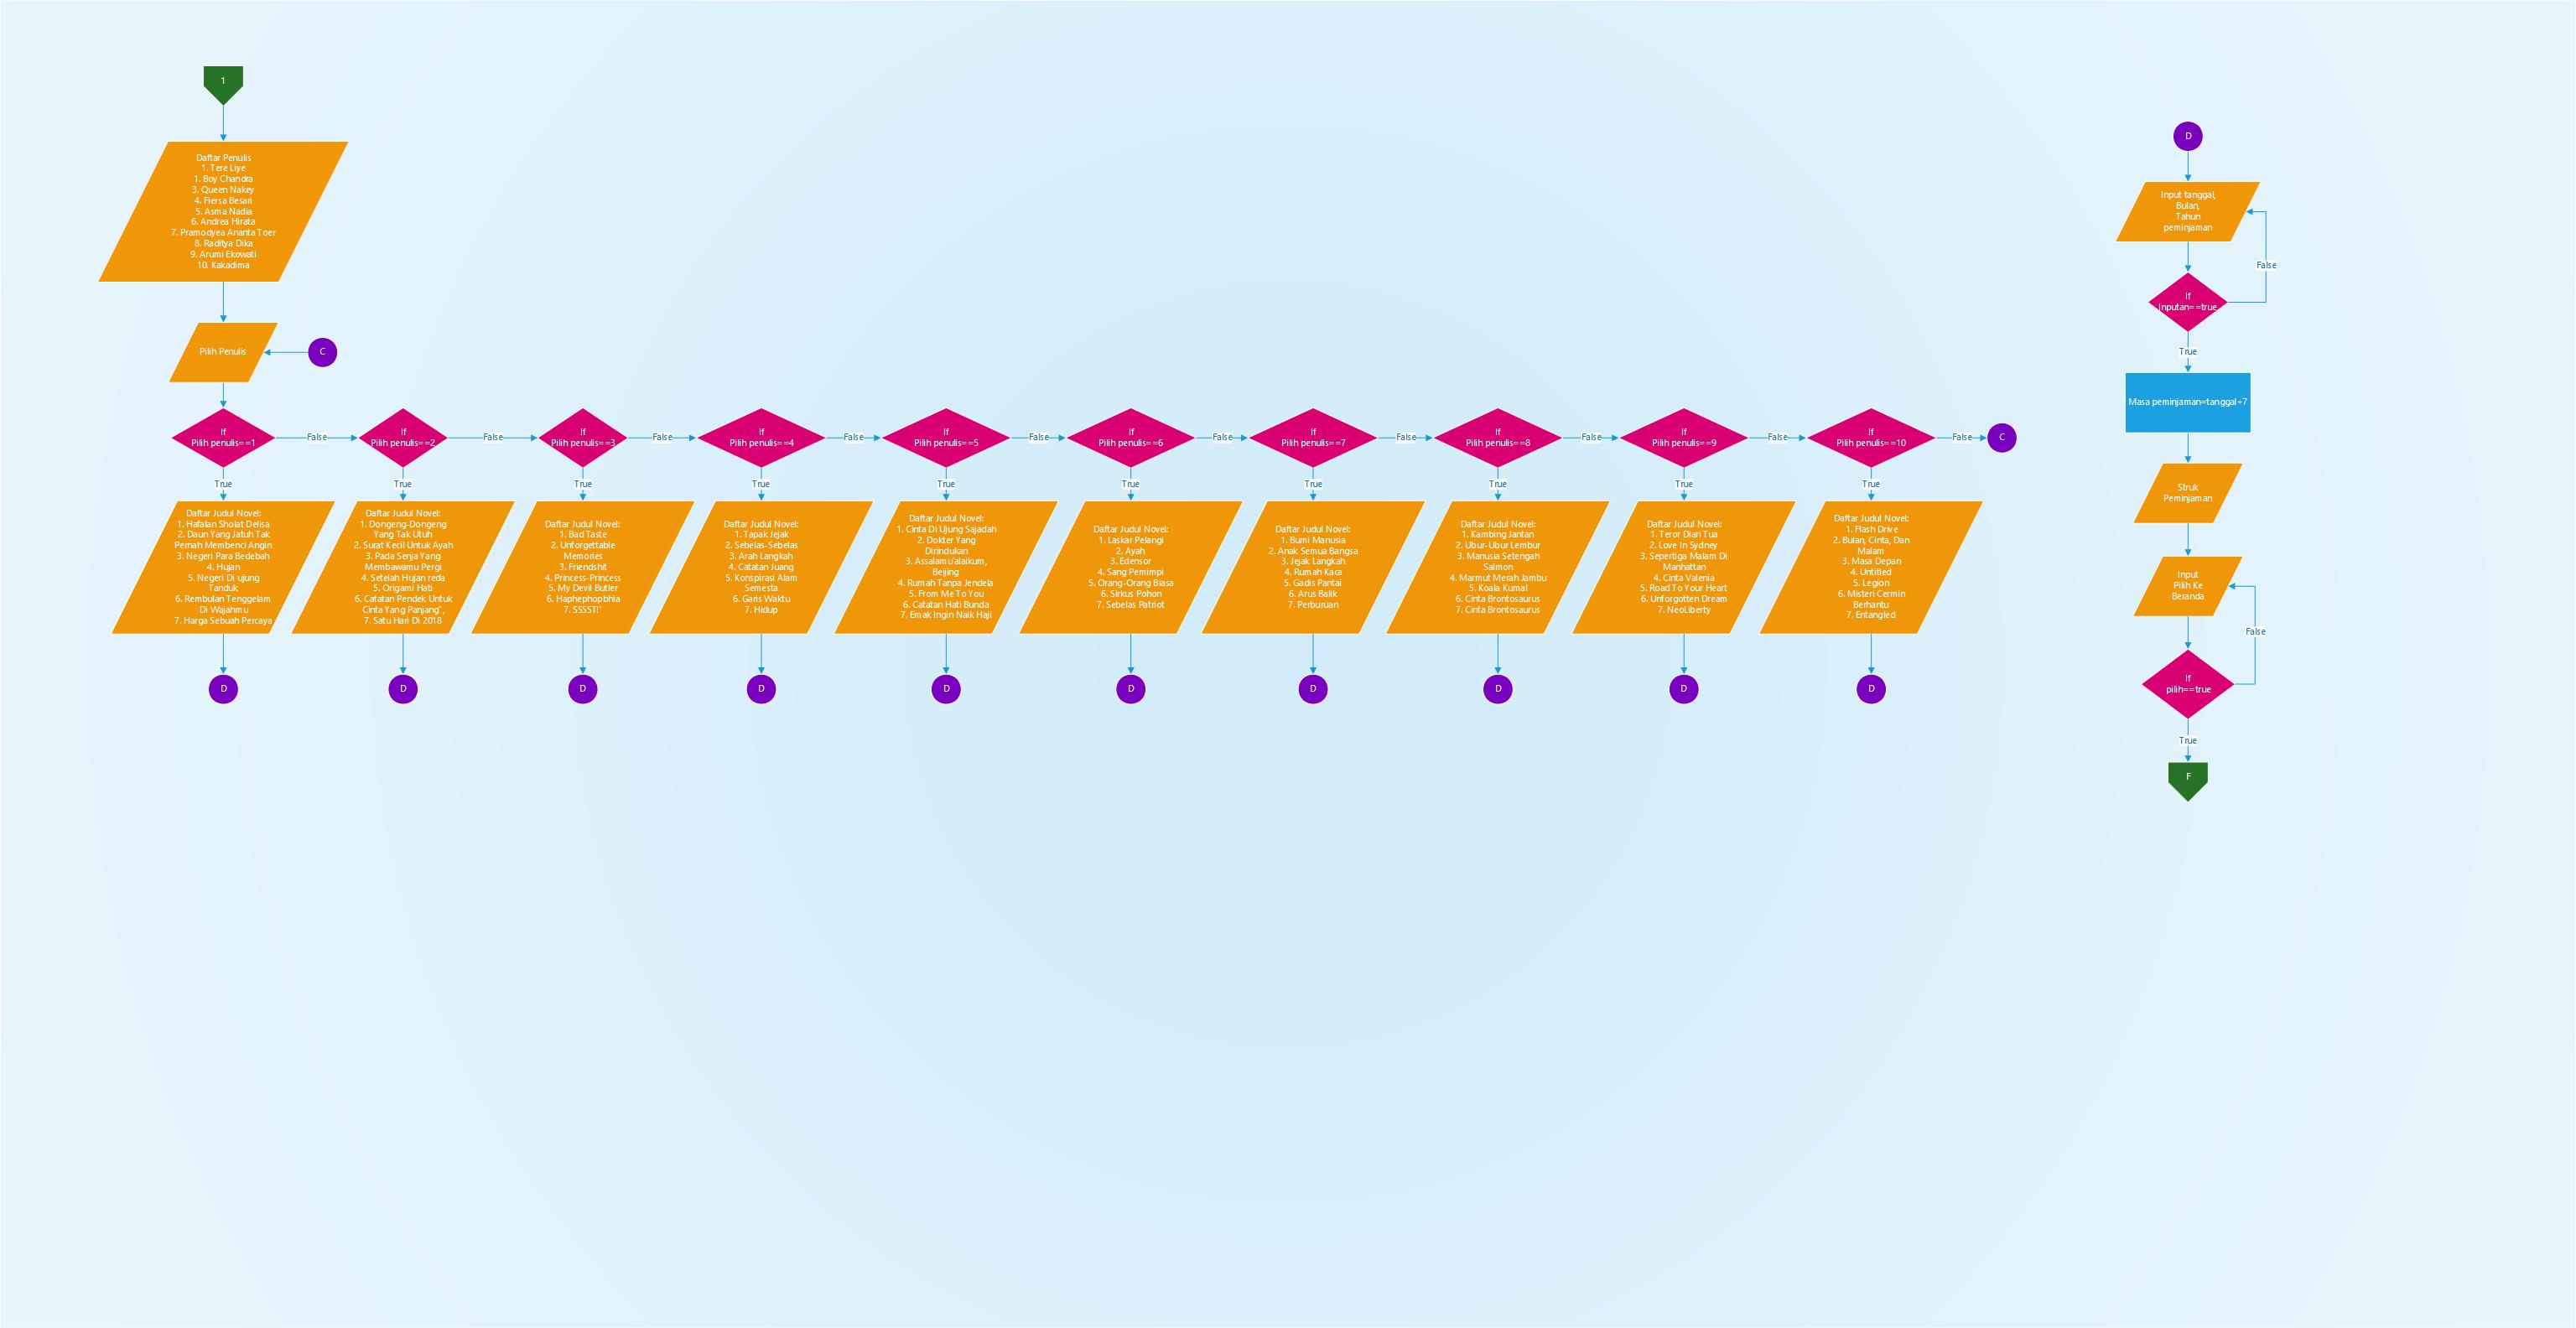 1
Daftar Penulis
1. Tere Liye
1. Boy Chandra
3. Queen Nakey
4. Fiersa Besari
5. Asma Nadia
6. Andrea Hirata
7. Pramodyea Ananta Toer
8. Raditya Dika
9. Arumi Ekowati
10. Kakadima
Pilih Penulis
C
If
Pilih penulis==1
False
If
Pilih penulis==2
False
If
Pilih penulis==3
False
If
Pilih penulis==4
False
If
Pilih penulis==5
False
If
Pilih penulis==6
False
If
Pilih penulis==7
False
If
Pilih penulis==8
False
If
Pilih penulis==9
False
If
Pilih penulis==10
False
C
True
Daftar Judul Novel:
1. Hafalan Sholat Delisa
2. Daun Yang Jatuh Tak
Pernah Membenci Angin
3. Negeri Para Bedebah
4. Hujan
5. Negeri Di ujung
Tanduk
6. Rembulan Tenggelam
Di Wajahmu
7. Harga Sebuah Percaya
D
True
Daftar Judul Novel:
1. Dongeng-Dongeng
Yang Tak Utuh
2. Surat Kecil Untuk Ayah
3. Pada Senja Yang
Membawamu Pergi
4. Setelah Hujan reda
5. Origami Hati
6. Catatan Pendek Untuk
Cinta Yang Panjang",
7. Satu Hari Di 2018
D
True
Daftar Judul Novel:
1. Bad Taste
2. Unforgettable
Memories
3. Friendshit
4. Princess-Princess
5. My Devil Butler
6. Haphephopbhia
7. SSSST!"
D
True
Daftar Judul Novel:
1. Tapak Jejak
2. Sebelas-Sebelas
3. Arah Langkah
4. Catatan Juang
5. Konspirasi Alam
Semesta
6. Garis Waktu
7. Hidup
D
True
Daftar Judul Novel:
1. Cinta Di Ujung Sajadah
2. Dokter Yang
Dirindukan
3. Assalamu'alaikum,
Beijing
4. Rumah Tanpa Jendela
5. From Me To You
6. Catatan Hati Bunda
7. Emak Ingin Naik Haji
D
True
Daftar Judul Novel:
1. Laskar Pelangi
2. Ayah
3. Edensor
4. Sang Pemimpi
5. Orang-Orang Biasa
6. Sirkus Pohon
7. Sebelas Patriot
D
True
Daftar Judul Novel:
1. Bumi Manusia
2. Anak Semua Bangsa
3. Jejak Langkah
4. Rumah Kaca
5. Gadis Pantai
6. Arus Balik
7. Perburuan
D
True
Daftar Judul Novel:
1. Kambing Jantan
2. Ubur-Ubur Lembur
3. Manusia Setengah
Salmon
4. Marmut Merah Jambu
5. Koala Kumal
6. Cinta Brontosaurus
7. Cinta Brontosaurus
D
True
Daftar Judul Novel:
1. Teror Diari Tua
2. Love In Sydney
3. Sepertiga Malam Di
Manhattan
4. Cinta Valenia
5. Road To Your Heart
6. Unforgotten Dream
7. NeoLiberty
D
True
Daftar Judul Novel:
1. Flash Drive
2. Bulan, Cinta, Dan
Malam
3. Masa Depan
4. Untitled
5. Legion
6. Misteri Cermin
Berhantu
7. Entangled
D
D
Input tanggal,
Bulan,
Tahun
peminjaman
False
If
Inputan==true
True
Masa peminjaman=tanggal+7
Struk
Peminjaman
Input
Pilih Ke
Beranda
False
If
pilih==true
True
F